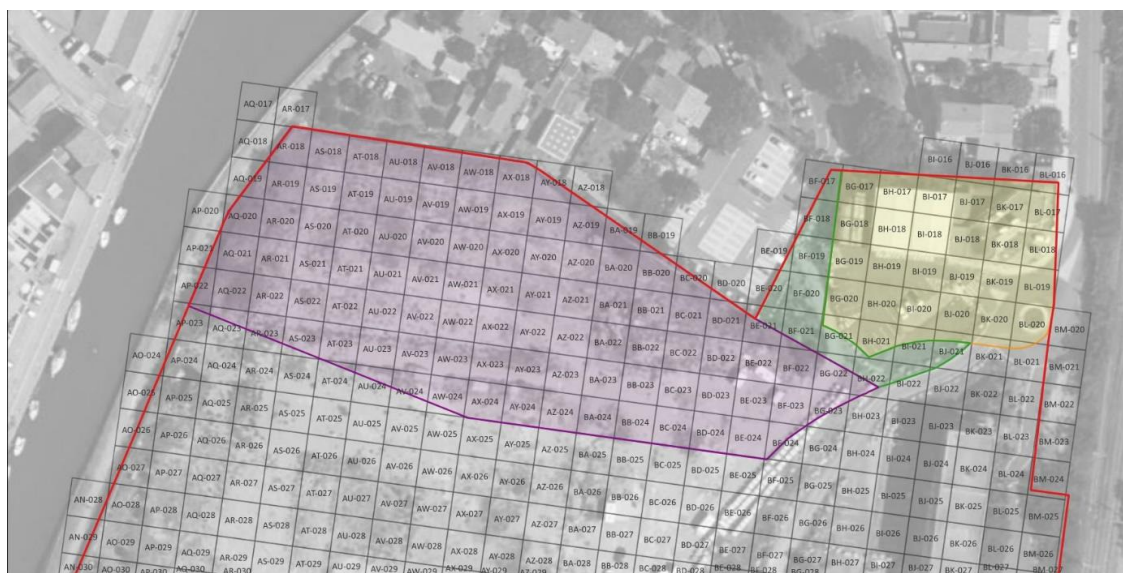 BI-016 BJ-016 BK-016 BL-016
AQ-017 AR-017 BF-017 BG-017 BH-017 BI-017 BJ-017 BK-017 BL-017
AQ-018 AR-018 AS-018 AT-018 AU-018 AV-018 AW-018 AX-018 AY-018 AZ-018 BF-018 BG-018 BH-018 BI-018 BJ-018 BK-018 BL-018
AQ-019 AR-019 AS-019 AT-019 AU-019 AV-019 AW-019 AX-019 AY-019 AZ-019 BA-019 BB-019 BE-019 BF-019 BG-019 BH-019 BI-019 BJ-019 BK-019 BL-019
AP-020 AQ-020 AR-020 AS-020 AT-020 AU-020 AV-020 AW-020 AX-020 AY-020 AZ-020 BA-020 BB-020 BC-020 BD-020 BE-020 BF-020 BG-020 BH-020 BI-020 BJ-020 BK-020 BL-020 BM-020
AP-021 AQ-021 AR-021 AS-021 AT-021 AU-021 AV-021 AW-021 AX-021 AY-021 AZ-021 BA-021 BB-021 BC-021 BD-021 BE-021 BF-021 BG-021 BH-021 BI-021 BJ-021 BK-021 BL-021 BM-021
AP-022 AQ-022 AR-022 AS-022 AT-022 AU-022 AV-022 AW-022 AX-022 AY-022 AZ-022 BA-022 BB-022 BC-022 BD-022 BE-022 BF-022 BG-022 BH-022 BI-022 BJ-022 BK-022 BL-022 BM-022
AP-023 AQ-023 AR-023 AS-023 AT-023 AU-023 AV-023 AW-023 AX-023 AY-023 AZ-023 BA-023 BB-023 BC-023 BD-023 BE-023 BF-023 BG-023 BH-023 BI-023 BJ-023 BK-023 BL-023 BM-023
AO-024 AP-024 AQ-024 AR-024 AS-024 AT-024 AU-024 AV-024 AW-024 AX-024 AY-024 AZ-024 BA-024 BB-024 BC-024 BD-024 BE-024 BF-024 BG-024 BH-024 BI-024 BJ-024 BK-024 BL-024 BM-024
AO-025 AP-025 AQ-025 AR-025 AS-025 AT-025 AU-025 AV-025 AW-025 AX-025 AY-025 AZ-025 BA-025 BB-025 BC-025 BD-025 BE-025 BF-025 BG-025 BH-025 BI-025 BJ-025 BK-025 BL-025 BM-025
AO-026 AP-026 AQ-026 AR-026 AS-026 AT-026 AU-026 AV-026 AW-026 AX-026 AY-026 AZ-026 BA-026 BB-026 BC-026 BD-026 BE-026 BF-026 BG-026 BH-026 BI-026 BJ-026 BK-026 BL-026 BM-026
AO-027 AP-027 AQ-027 AR-027 AS-027 AT-027 AU-027 AV-027 AW-027 AX-027 AY-027 AZ-027 BA-027 BB-027 BC-027 BD-027 BE-027 BF-027 BG-027 BH-027 BI-027 BJ-027 BK-027 BL-027 BM-027
AN-028 AO-028 AP-028 AQ-028 AR-028 AS-028 AT-028 AU-028 AV-028 AW-028 AX-028 AY-028 AZ-028 BA-028 BB-028 BC-028 BD-028 BE-028
AN-029 AO-029 AP-029 AQ-029 AR-029 AS-029 AT-029 AU-029 AV-029 AW-029 AX-029 AY-029 AZ-029
AN-030 AO-030 AP-030 AQ-030 AR-030